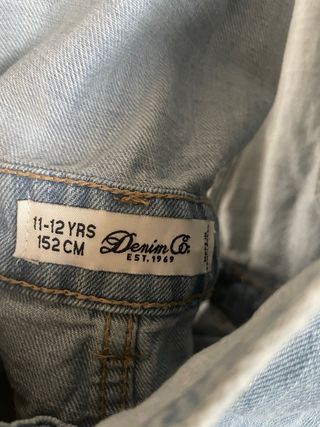 11-12 YRS
152 CM
Denim Co.
EST. 1969